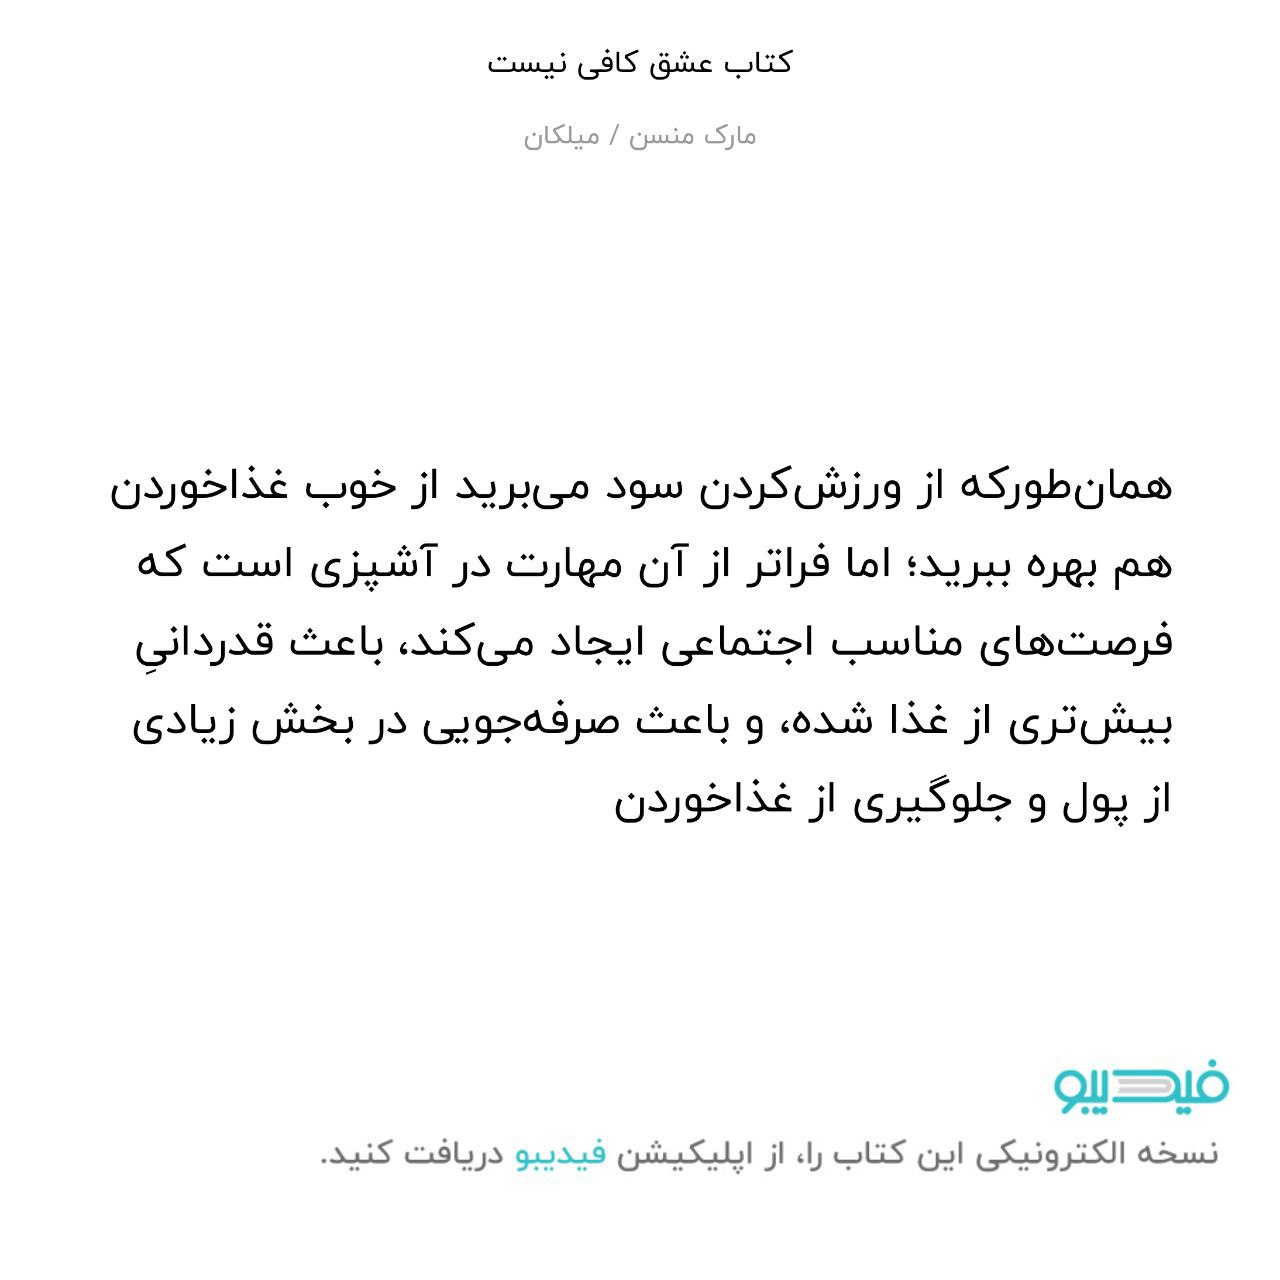 کتاب عشق کافی نیست
مارک منسن / میلکان
همان‌طورکه از ورزش‌کردن سود می‌برید از خوب غذاخوردن
هم بهره ببرید؛ اما فراتر از آن مهارت در آشپزی است که
فرصت‌های مناسب اجتماعی ایجاد می‌کند، باعث قدردانیِ
بیش‌تری از غذا شده، و باعث صرفه‌جویی در بخش زیادی
از پول و جلوگیری از غذاخوردن
فیدیبو
نسخه الکترونیکی این کتاب را، از اپلیکیشن فیدیبو دریافت کنید.